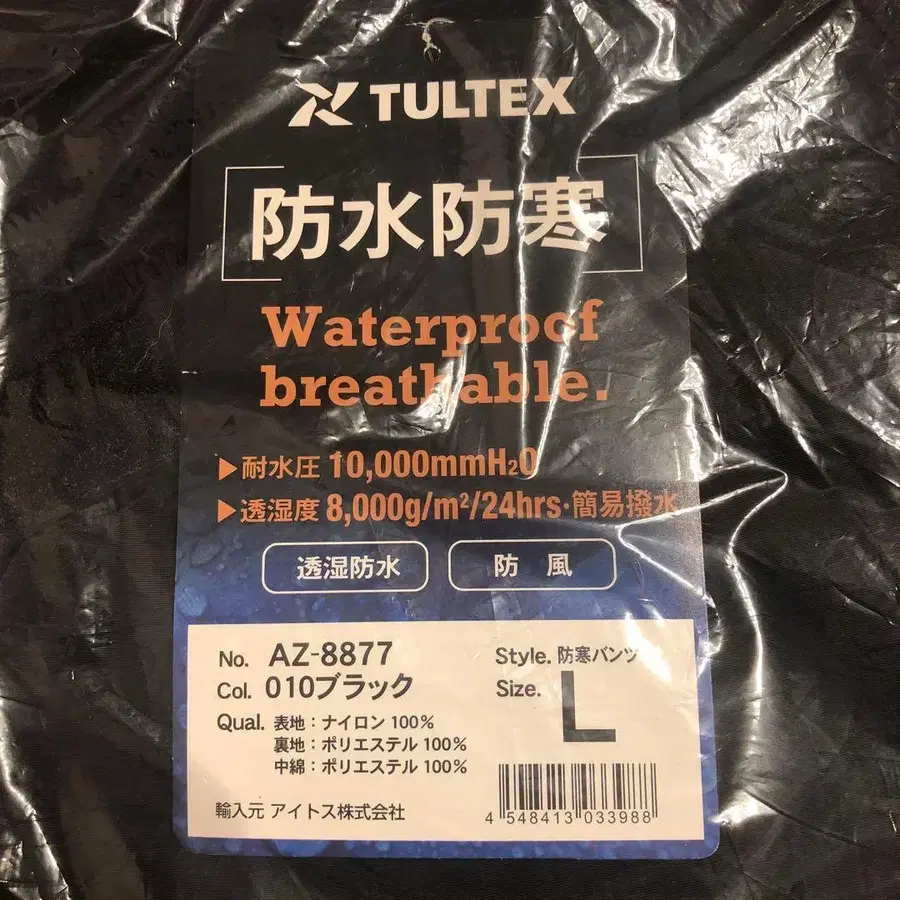 TULTEX
防水防寒
Waterproof
breathable.
▶耐水圧 10,000mmH₂O
▶透湿度 8,000g/m²/24hrs・簡易撥水
透湿防水 防風
No. AZ-8877 Style. 防寒パンツ
Col. 010ブラック Size. L
Qual. 表地：ナイロン 100%
裏地：ポリエステル 100%
中綿：ポリエステル 100%
輸入元 アイトス株式会社
4 548413 033988